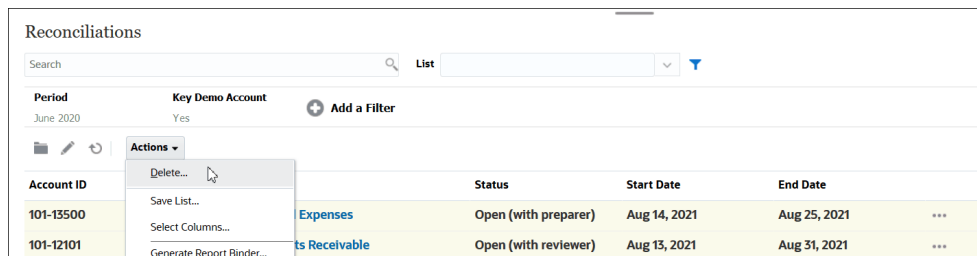 Reconciliations
Search List
Period Key Demo Account Add a Filter
June 2020 Yes
Actions
Delete...
Account ID Status Start Date End Date
Save List...
101-13500 Expenses Open (with preparer) Aug 14, 2021 Aug 25, 2021
Select Columns...
101-12101 ts Receivable Open (with reviewer) Aug 13, 2021 Aug 31, 2021
Generate Report Binder...